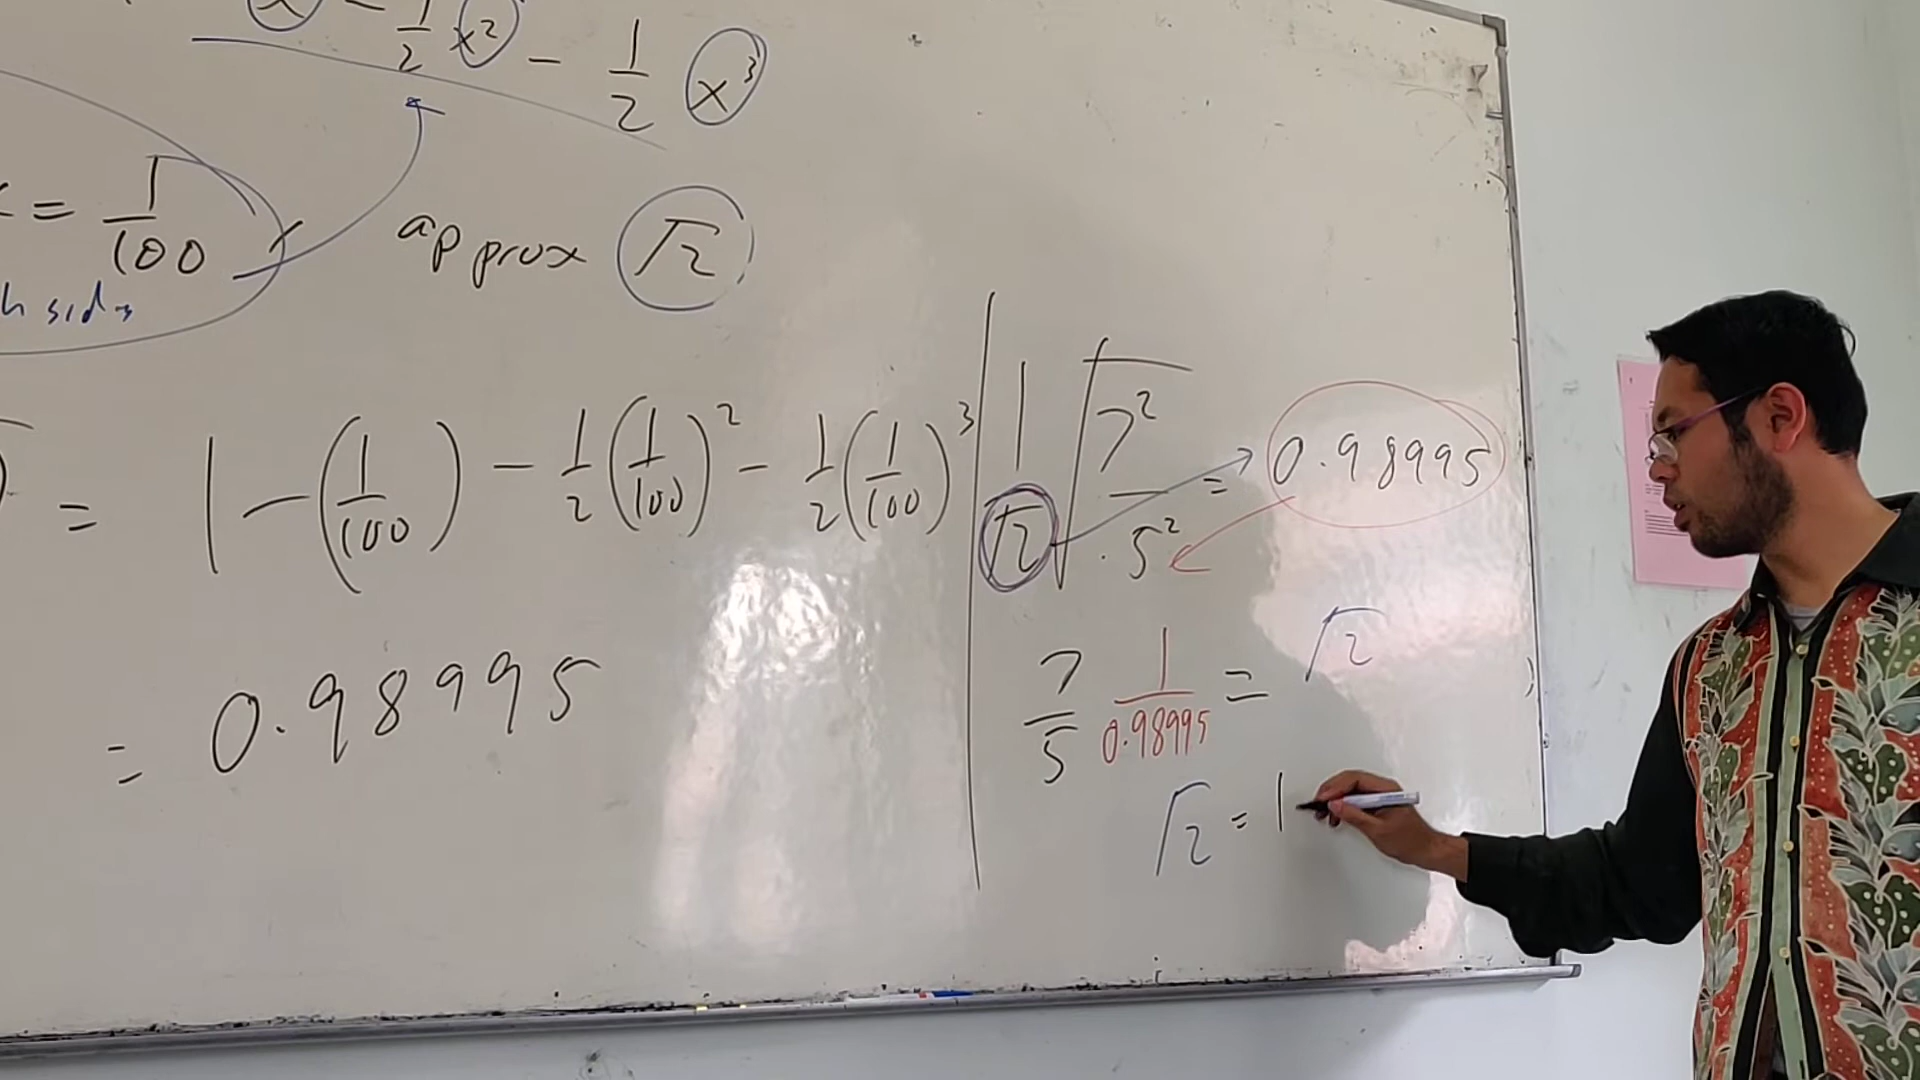 x - 1/2 x² - 1/2 x³
= 1/100
approx √2
h sides
= 1 - (1/100) - 1/2 (1/100)² - 1/2 (1/100)³
= 0.98995
1/√2 √(7²/·5²) = 0.98995
7/5 1/0.98995 = √2
√2 = 1